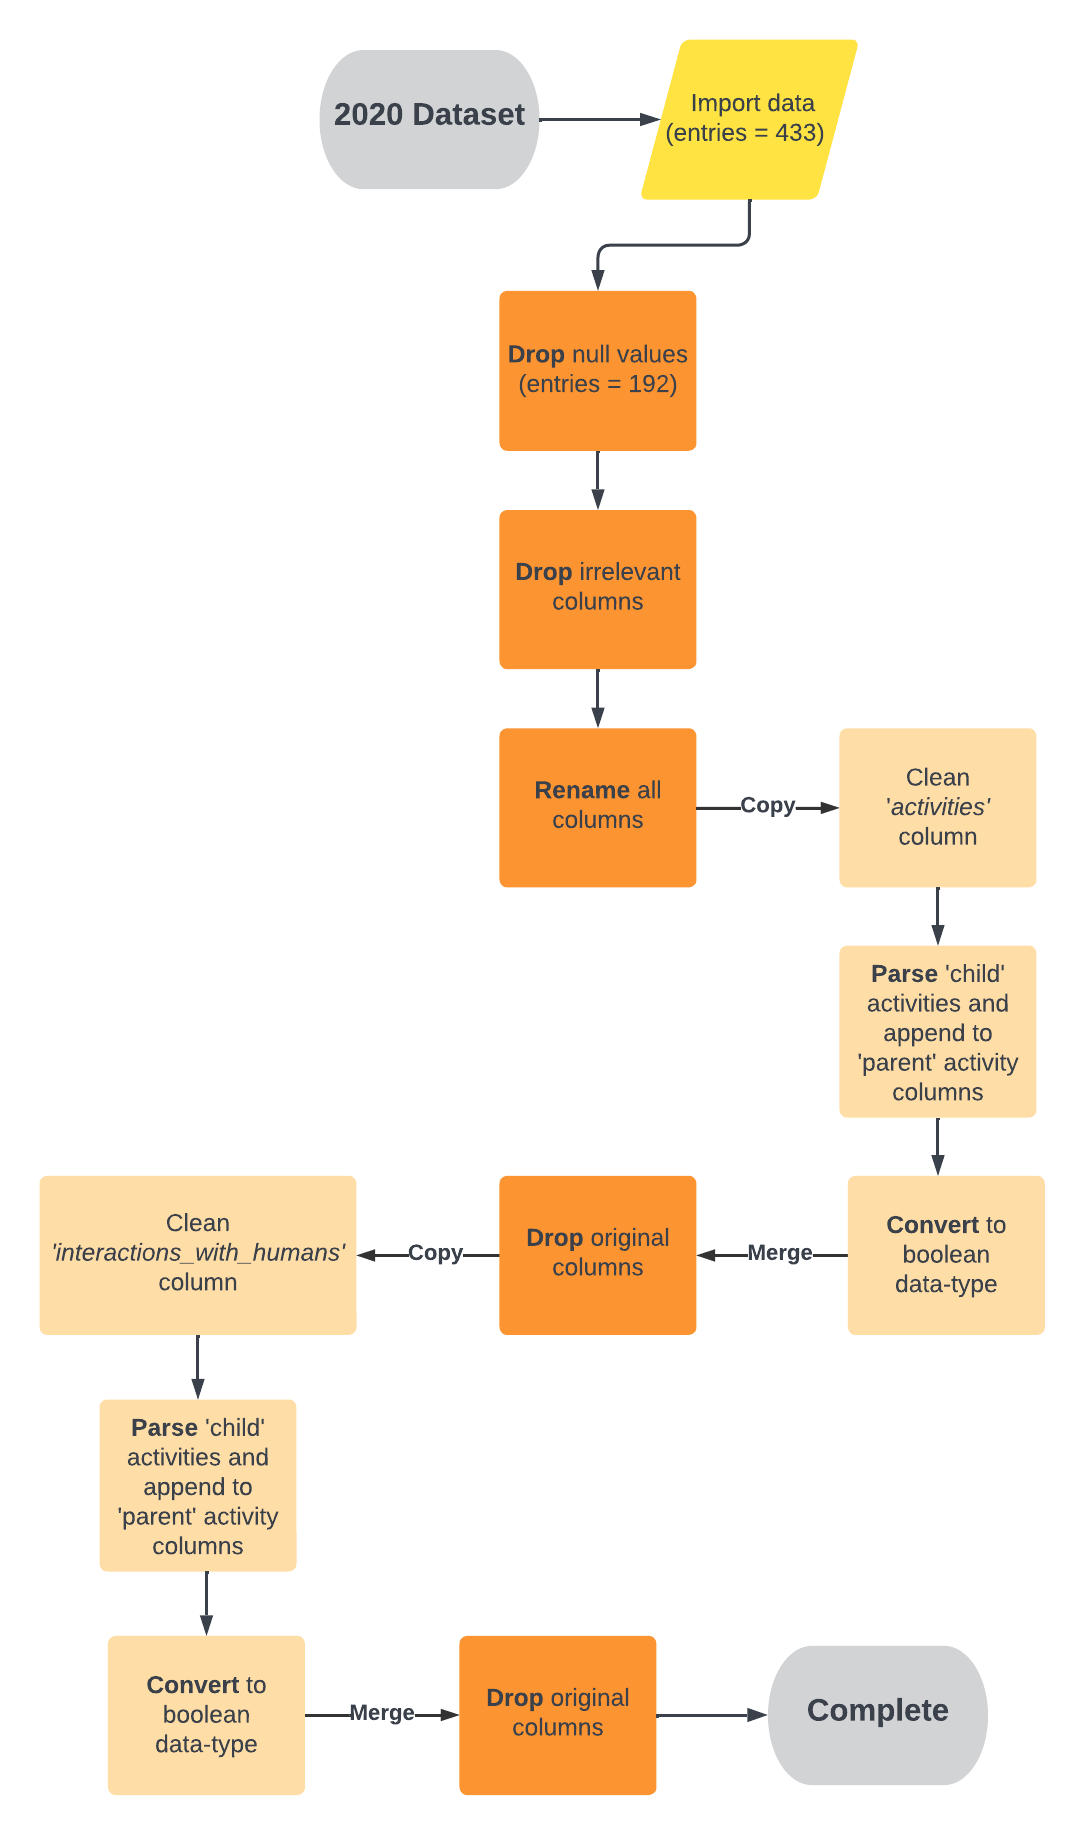 2020 Dataset
Import data
(entries = 433)
Drop null values
(entries = 192)
Drop irrelevant
columns
Rename all
columns
Copy
Clean
'activities'
column
Parse 'child'
activities and
append to
'parent' activity
columns
Convert to
boolean
data-type
Merge
Drop original
columns
Copy
Clean
'interactions_with_humans'
column
Parse 'child'
activities and
append to
'parent' activity
columns
Convert to
boolean
data-type
Merge
Drop original
columns
Complete